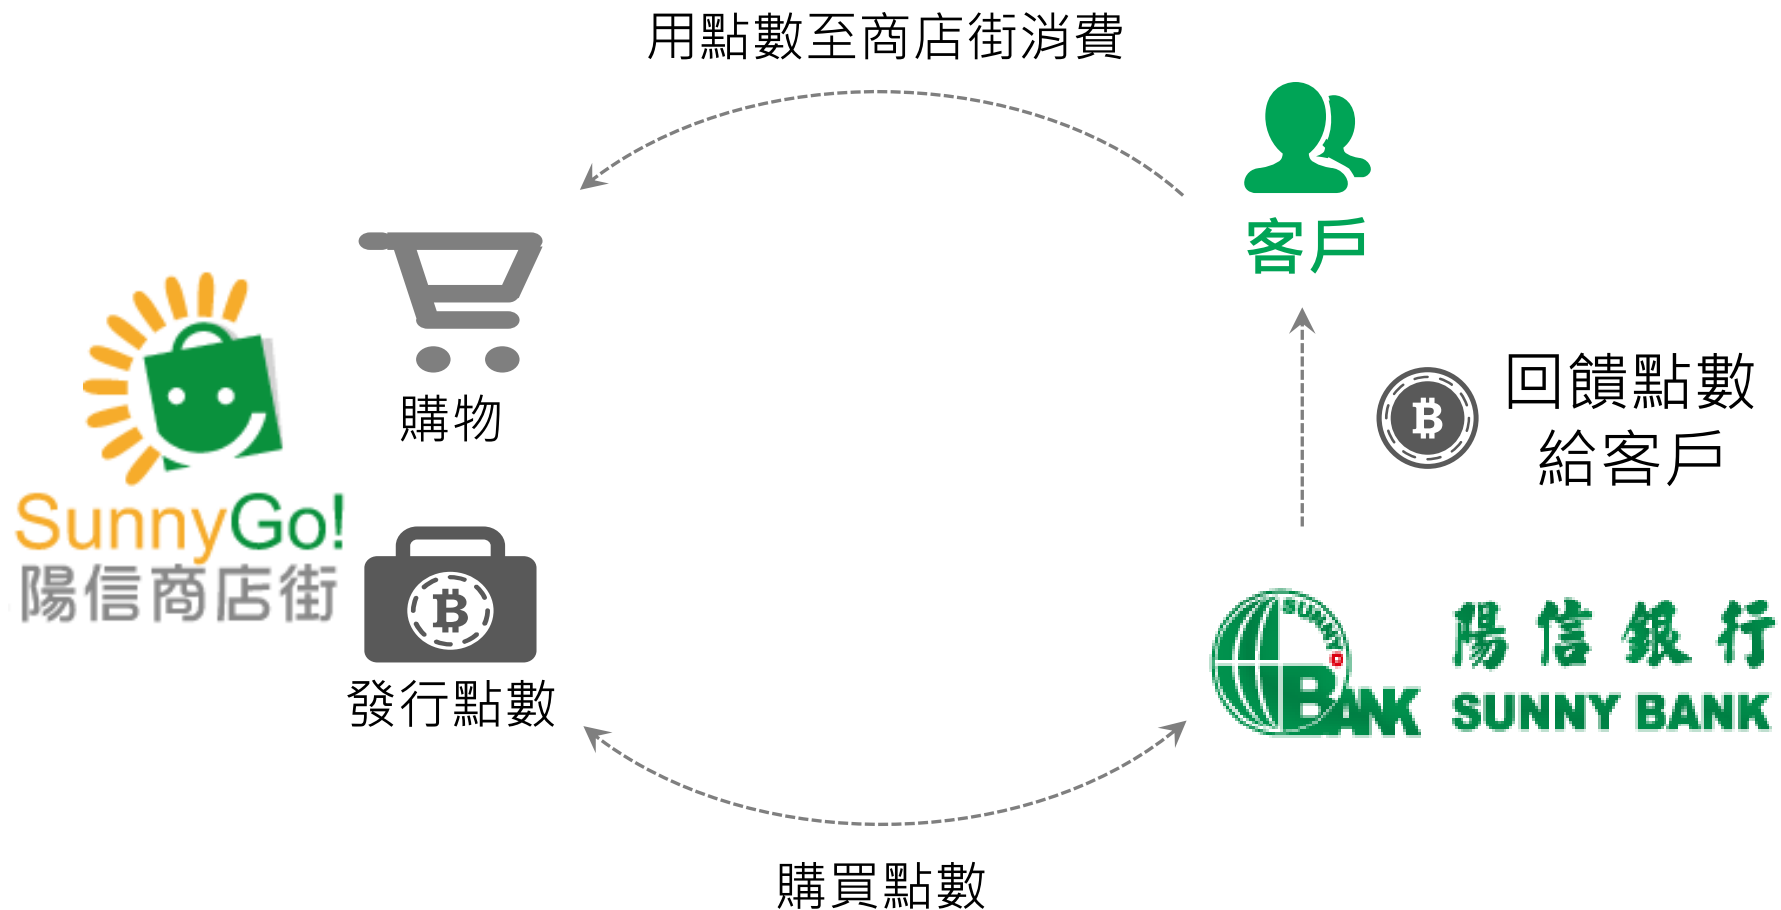 用點數至商店街消費
客戶
購物
回饋點數
給客戶
SunnyGo!
陽信商店街
發行點數
SUNNY
BANK
陽信銀行
SUNNY BANK
購買點數